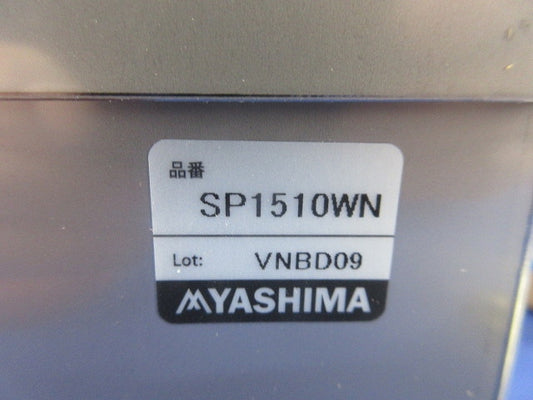 品番
SP1510WN
Lot: VNBD09
YASHIMA